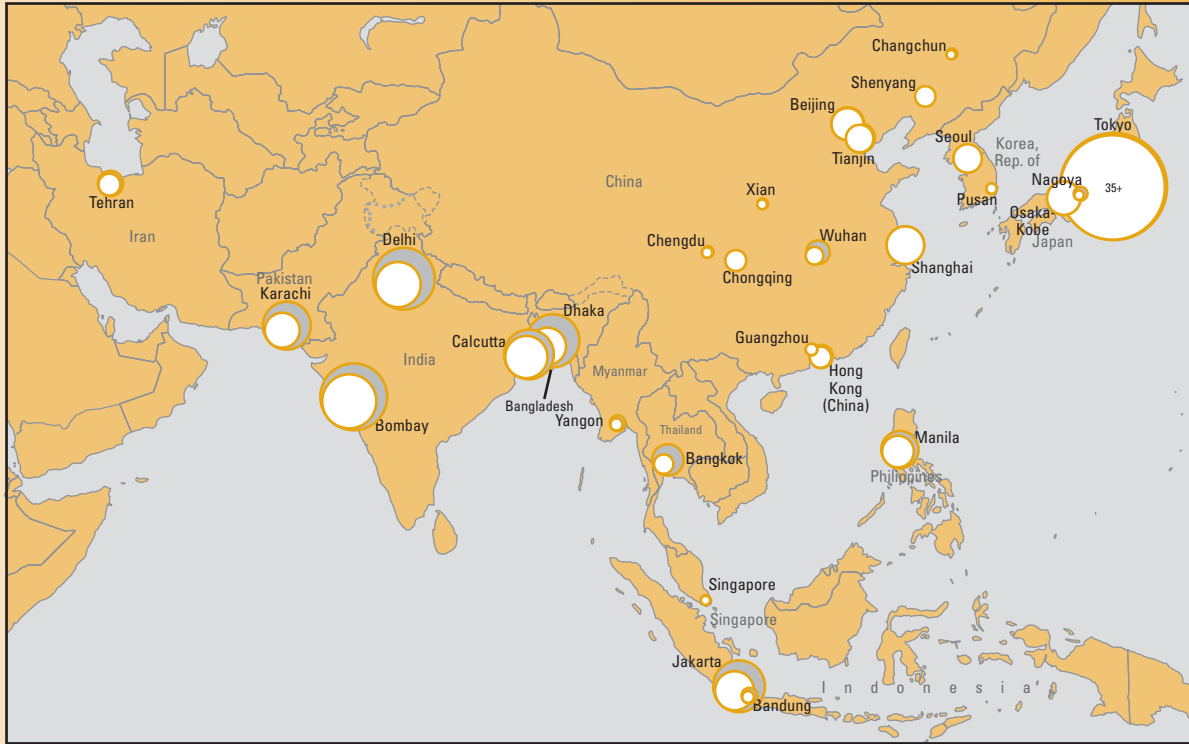 Changchun
Shenyang
Beijing
Tianjin
Seoul
Korea,
Rep. of
Tokyo
35+
Nagoya
Pusan
Osaka-
Kobe
Japan
China
Xian
Tehran
Iran
Chengdu
Chongqing
Wuhan
Shanghai
Delhi
Pakistan
Karachi
Dhaka
Calcutta
India
Guangzhou
Hong
Kong
(China)
Myanmar
Bangladesh
Yangon
Bombay
Thailand
Bangkok
Manila
Philippines
Singapore
Singapore
Jakarta
Indonesia
Bandung